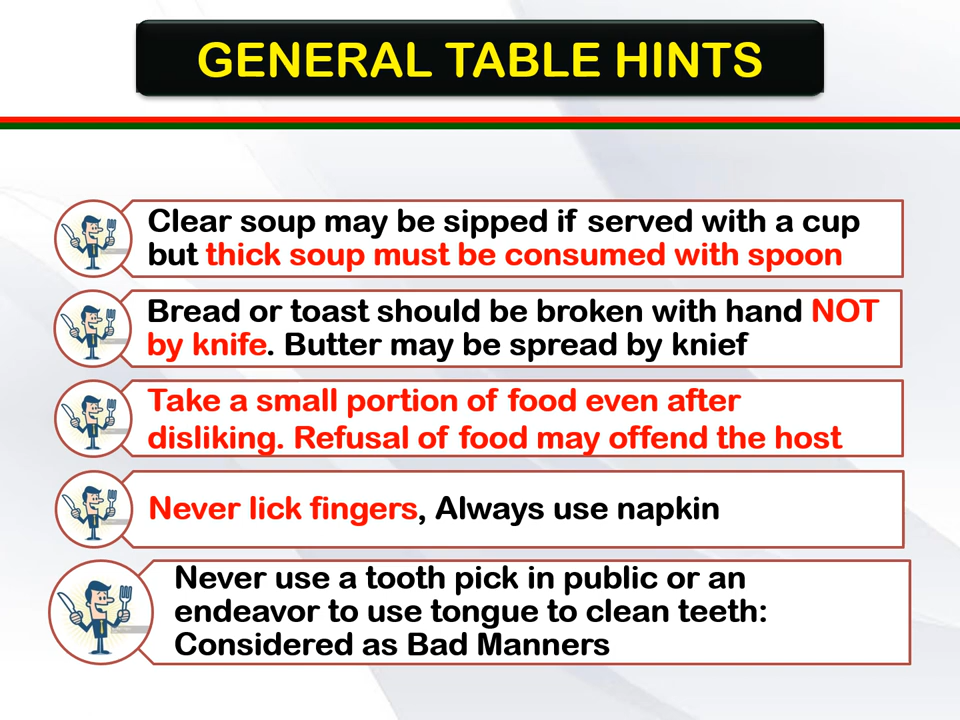 GENERAL TABLE HINTS
Clear soup may be sipped if served with a cup
but thick soup must be consumed with spoon
Bread or toast should be broken with hand NOT
by knife. Butter may be spread by knief
Take a small portion of food even after
disliking. Refusal of food may offend the host
Never lick fingers, Always use napkin
Never use a tooth pick in public or an
endeavor to use tongue to clean teeth:
Considered as Bad Manners